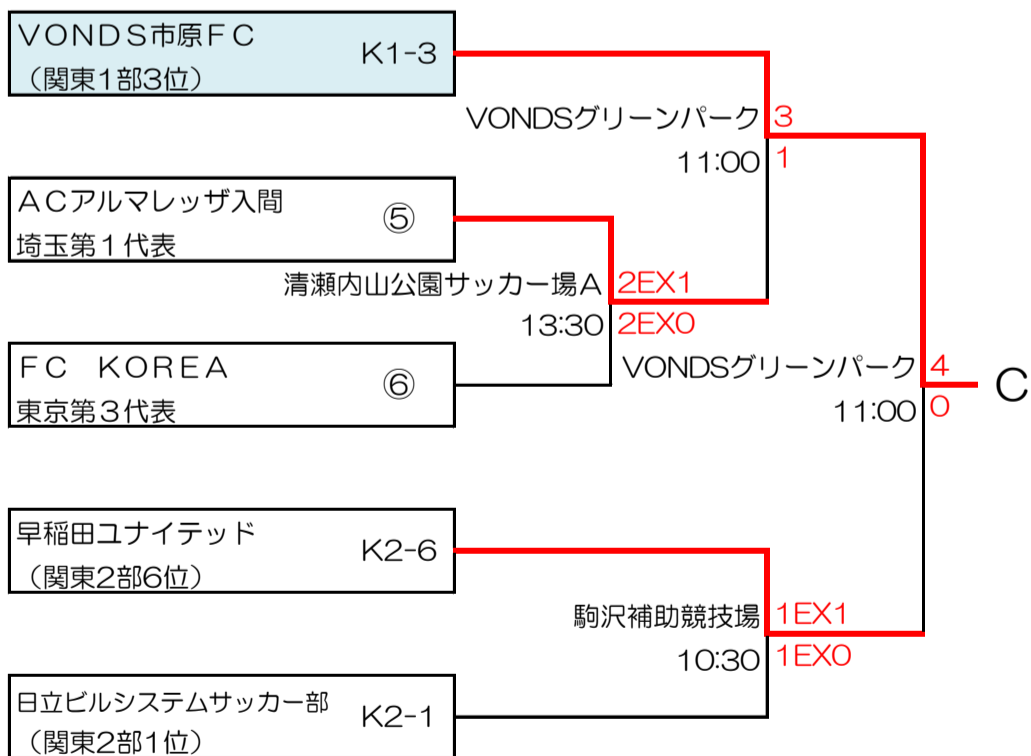 VONDS市原FC
K1-3
（関東1部3位）
VONDSグリーンパーク
3
11:00
1
ACアルマレッザ入間
⑤
埼玉第1代表
清瀬内山公園サッカー場A
2EX1
13:30
2EX0
FC KOREA
⑥
東京第3代表
VONDSグリーンパーク
4
C
11:00
0
早稲田ユナイテッド
K2-6
（関東2部6位）
駒沢補助競技場
1EX1
10:30
1EX0
日立ビルシステムサッカー部
K2-1
（関東2部1位）